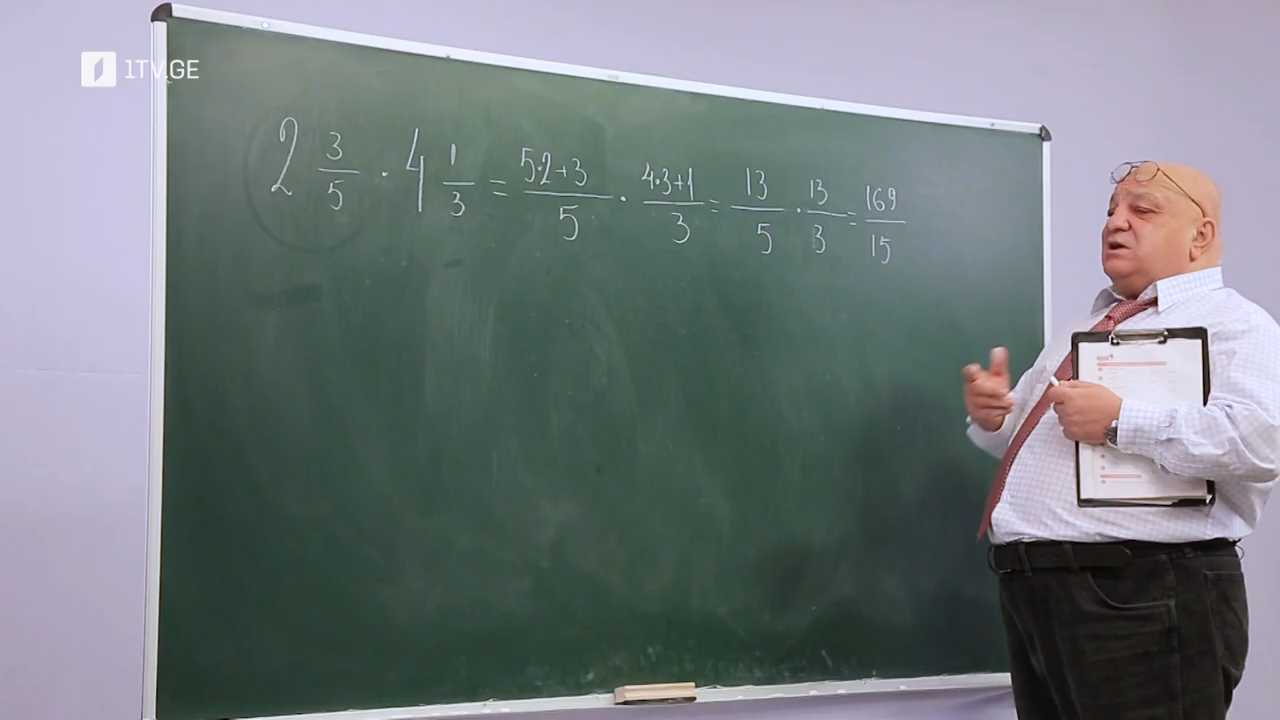 1TV.GE
2 3/5 · 4 1/3 = (5·2+3)/5 · (4·3+1)/3 = 13/5 · 13/3 = 169/15